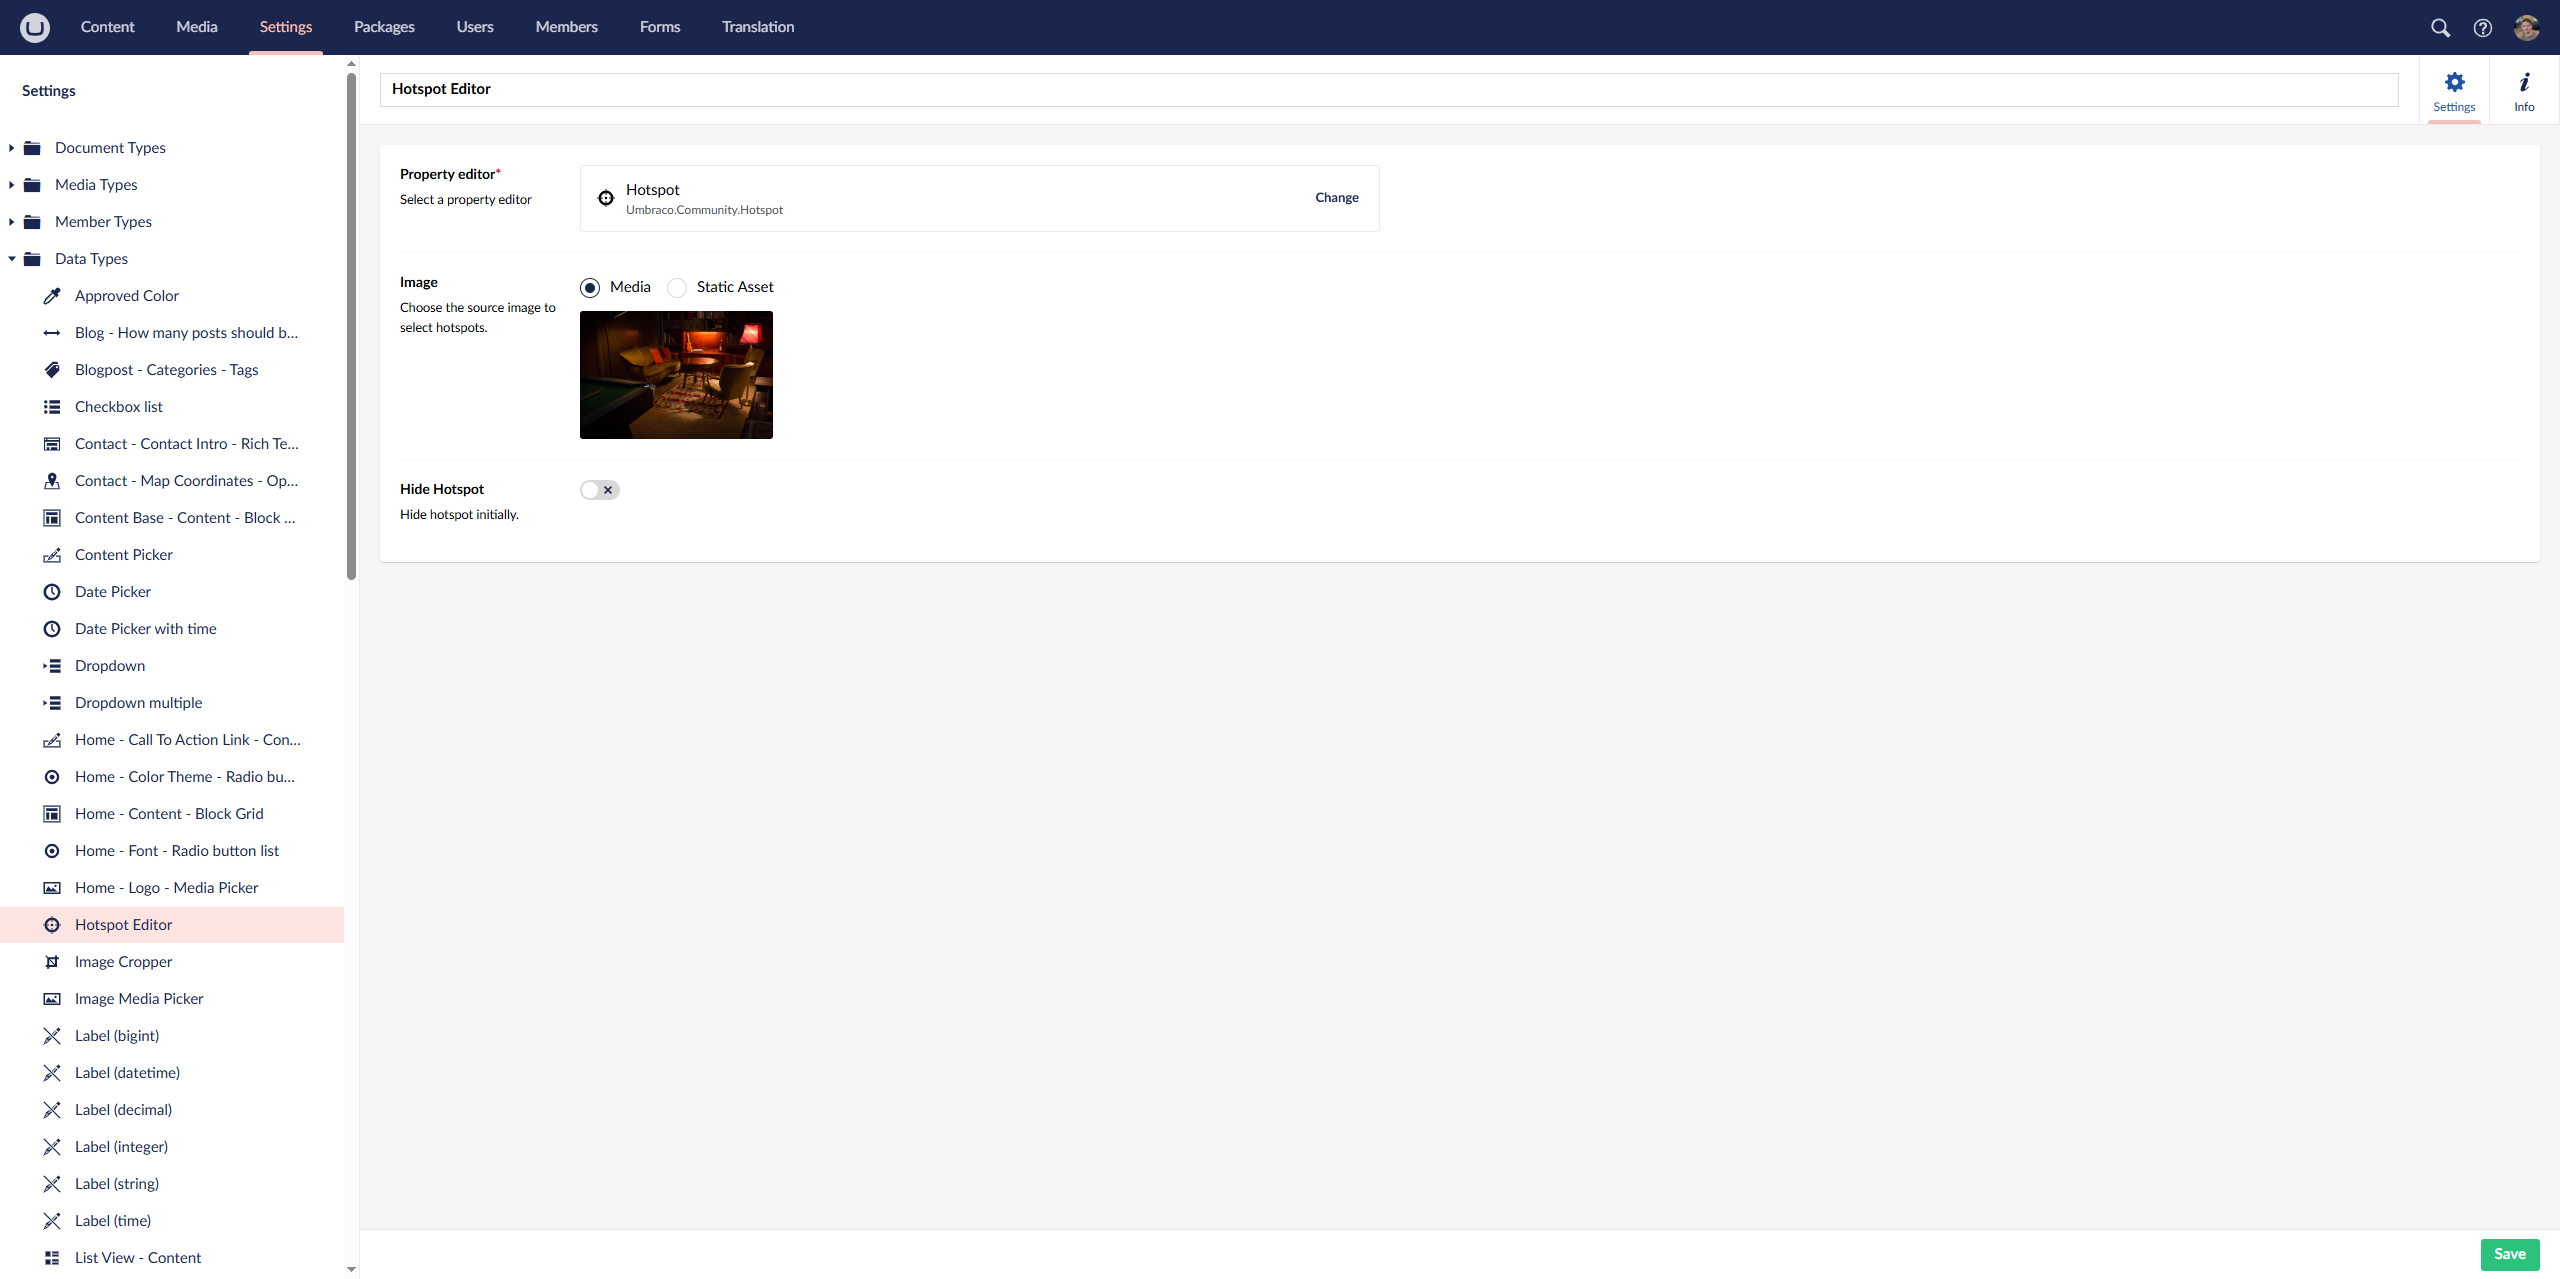 Content
Media
Settings
Packages
Users
Members
Forms
Translation
Settings
Document Types
Media Types
Member Types
Data Types
Approved Color
Blog - How many posts should b...
Blogpost - Categories - Tags
Checkbox list
Contact - Contact Intro - Rich Te...
Contact - Map Coordinates - Op...
Content Base - Content - Block ...
Content Picker
Date Picker
Date Picker with time
Dropdown
Dropdown multiple
Home - Call To Action Link - Con...
Home - Color Theme - Radio bu...
Home - Content - Block Grid
Home - Font - Radio button list
Home - Logo - Media Picker
Hotspot Editor
Image Cropper
Image Media Picker
Label (bigint)
Label (datetime)
Label (decimal)
Label (integer)
Label (string)
Label (time)
List View - Content
Hotspot Editor
Settings
Info
Property editor*
Select a property editor
Hotspot
Umbraco.Community.Hotspot
Change
Image
Choose the source image to
select hotspots.
Media
Static Asset
Hide Hotspot
Hide hotspot initially.
Save